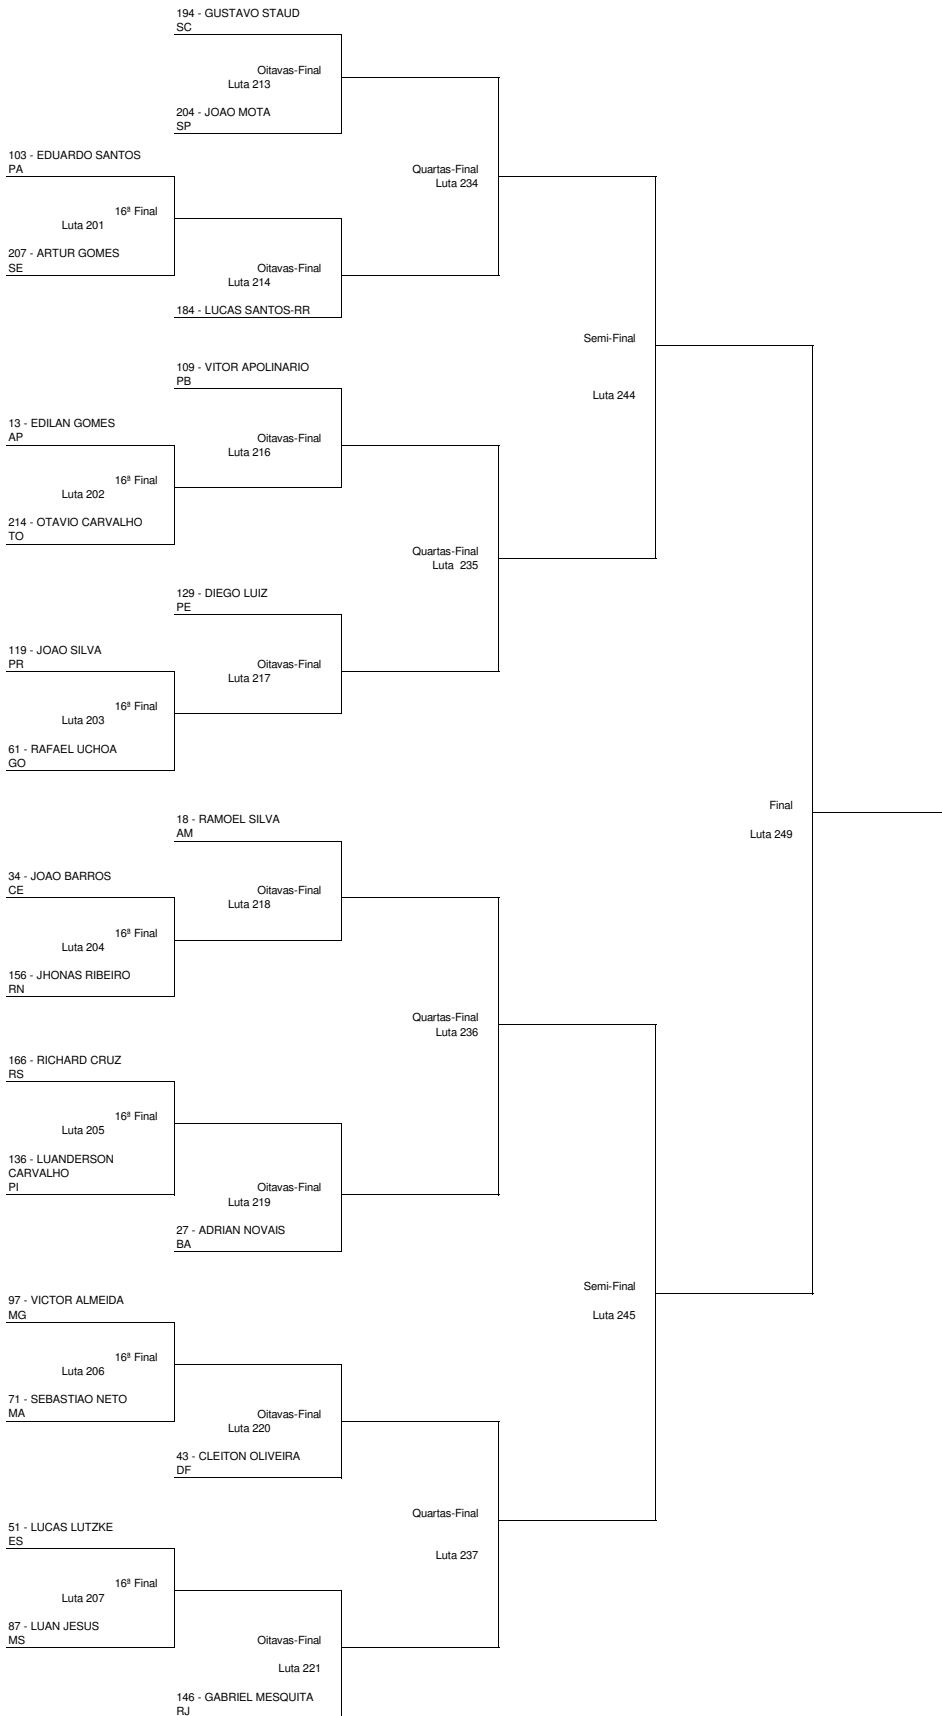 194 - GUSTAVO STAUD
SC
Oitavas-Final
Luta 213
204 - JOAO MOTA
SP
103 - EDUARDO SANTOS
PA
Quartas-Final
Luta 234
16ª Final
Luta 201
207 - ARTUR GOMES
SE
Oitavas-Final
Luta 214
184 - LUCAS SANTOS-RR
Semi-Final
109 - VITOR APOLINARIO
PB
Luta 244
13 - EDILAN GOMES
AP
Oitavas-Final
Luta 216
16ª Final
Luta 202
214 - OTAVIO CARVALHO
TO
Quartas-Final
Luta 235
129 - DIEGO LUIZ
PE
119 - JOAO SILVA
PR
Oitavas-Final
Luta 217
16ª Final
Luta 203
61 - RAFAEL UCHOA
GO
Final
18 - RAMOEL SILVA
AM
Luta 249
34 - JOAO BARROS
CE
Oitavas-Final
Luta 218
16ª Final
Luta 204
156 - JHONAS RIBEIRO
RN
Quartas-Final
Luta 236
166 - RICHARD CRUZ
RS
16ª Final
Luta 205
136 - LUANDERSON
CARVALHO
PI
Oitavas-Final
Luta 219
27 - ADRIAN NOVAIS
BA
Semi-Final
97 - VICTOR ALMEIDA
MG
Luta 245
16ª Final
Luta 206
71 - SEBASTIAO NETO
MA
Oitavas-Final
Luta 220
43 - CLEITON OLIVEIRA
DF
Quartas-Final
51 - LUCAS LUTZKE
ES
Luta 237
16ª Final
Luta 207
87 - LUAN JESUS
MS
Oitavas-Final
Luta 221
146 - GABRIEL MESQUITA
RJ